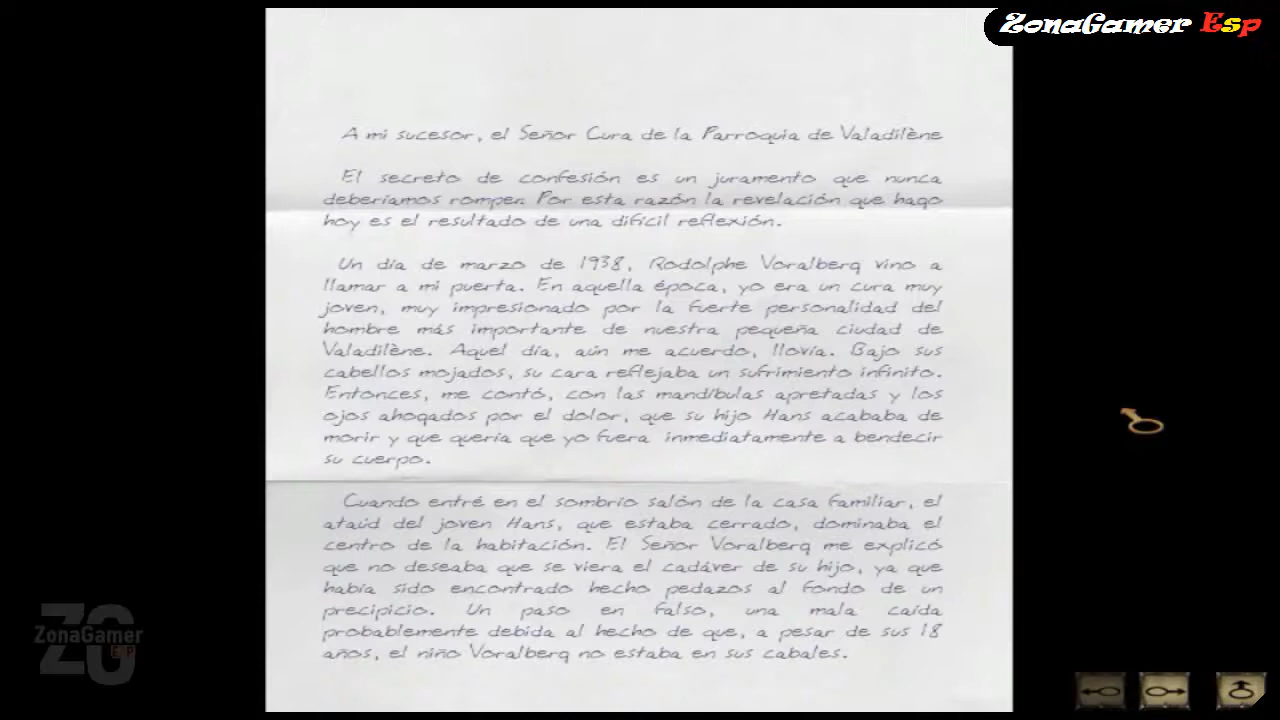 ZonaGamer Esp
A mi sucesor, el Señor Cura de la Parroquia de Valadilène
El secreto de confesión es un juramento que nunca
deberíamos romper. Por esta razón la revelación que hago
hoy es el resultado de una difícil reflexión.
Un día de marzo de 1938, Rodolphe Voralberg vino a
llamar a mi puerta. En aquella época, yo era un cura muy
joven, muy impresionado por la fuerte personalidad del
hombre más importante de nuestra pequeña ciudad de
Valadilène. Aquel día, aún me acuerdo, llovía. Bajo sus
cabellos mojados, su cara reflejaba un sufrimiento infinito.
Entonces, me contó, con las mandíbulas apretadas y los
ojos ahogados por el dolor, que su hijo Hans acababa de
morir y que quería que yo fuera inmediatamente a bendecir
su cuerpo.
Cuando entré en el sombrío salón de la casa familiar, el
ataúd del joven Hans, que estaba cerrado, dominaba el
centro de la habitación. El Señor Voralberg me explicó
que no deseaba que se viera el cadáver de su hijo, ya que
había sido encontrado hecho pedazos al fondo de un
precipicio. Un paso en falso, una mala caída
probablemente debida al hecho de que, a pesar de sus 18
años, el niño Voralberg no estaba en sus cabales.
ZG
ZonaGamer
ESP